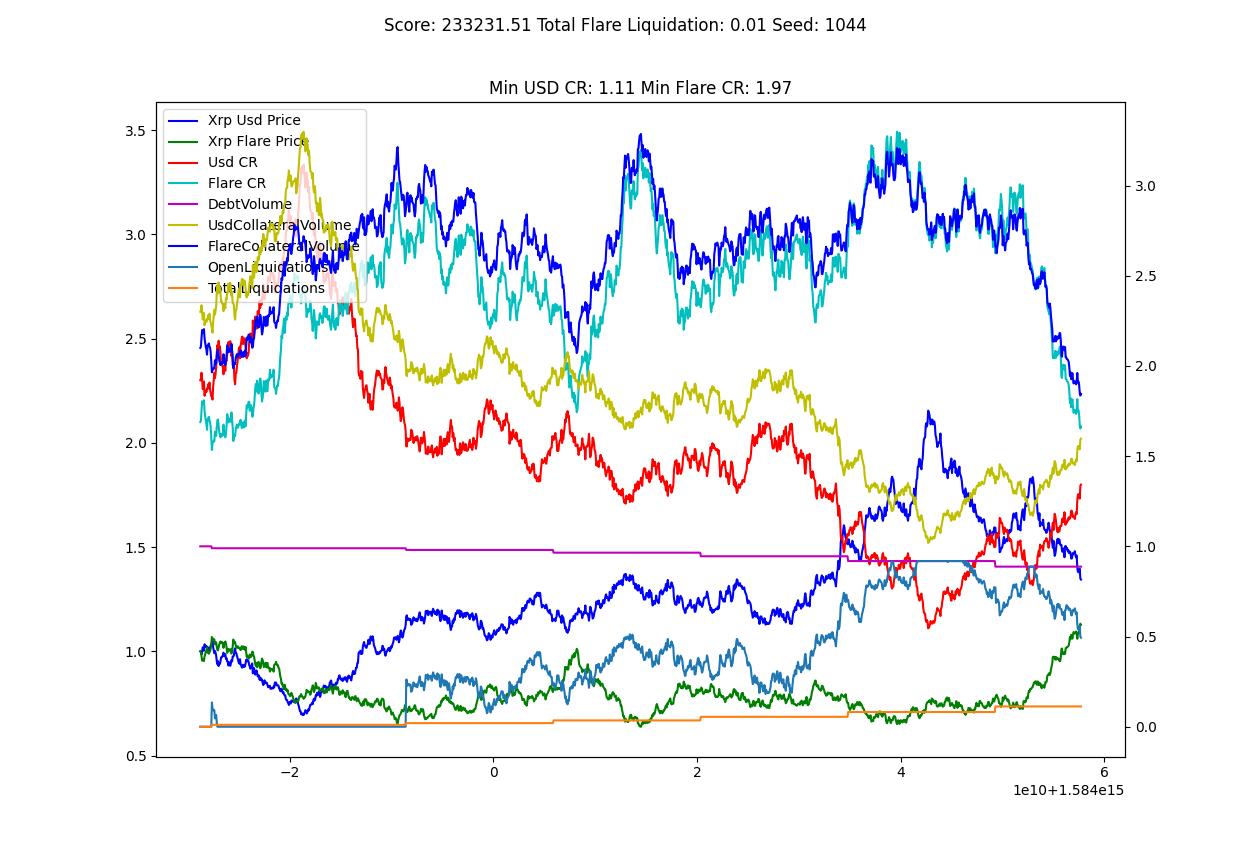 Score: 233231.51 Total Flare Liquidation: 0.01 Seed: 1044
Min USD CR: 1.11 Min Flare CR: 1.97
Xrp Usd Price
Xrp Flare Price
Usd CR
Flare CR
DebtVolume
UsdCollateralVolume
FlareCollateralVolume
OpenLiquidations
TotalLiquidations
3.5
3.0
2.5
2.0
1.5
1.0
0.5
3.0
2.5
2.0
1.5
1.0
0.5
0.0
−2
0
2
4
6
1e10+1.584e15